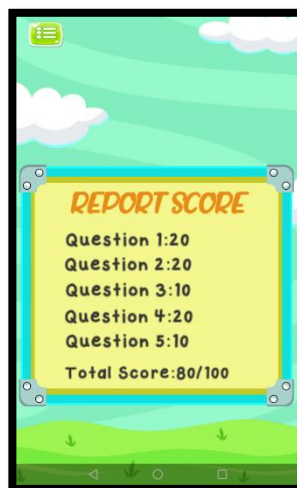 REPORT SCORE
Question 1:20
Question 2:20
Question 3:10
Question 4:20
Question 5:10
Total Score:80/100